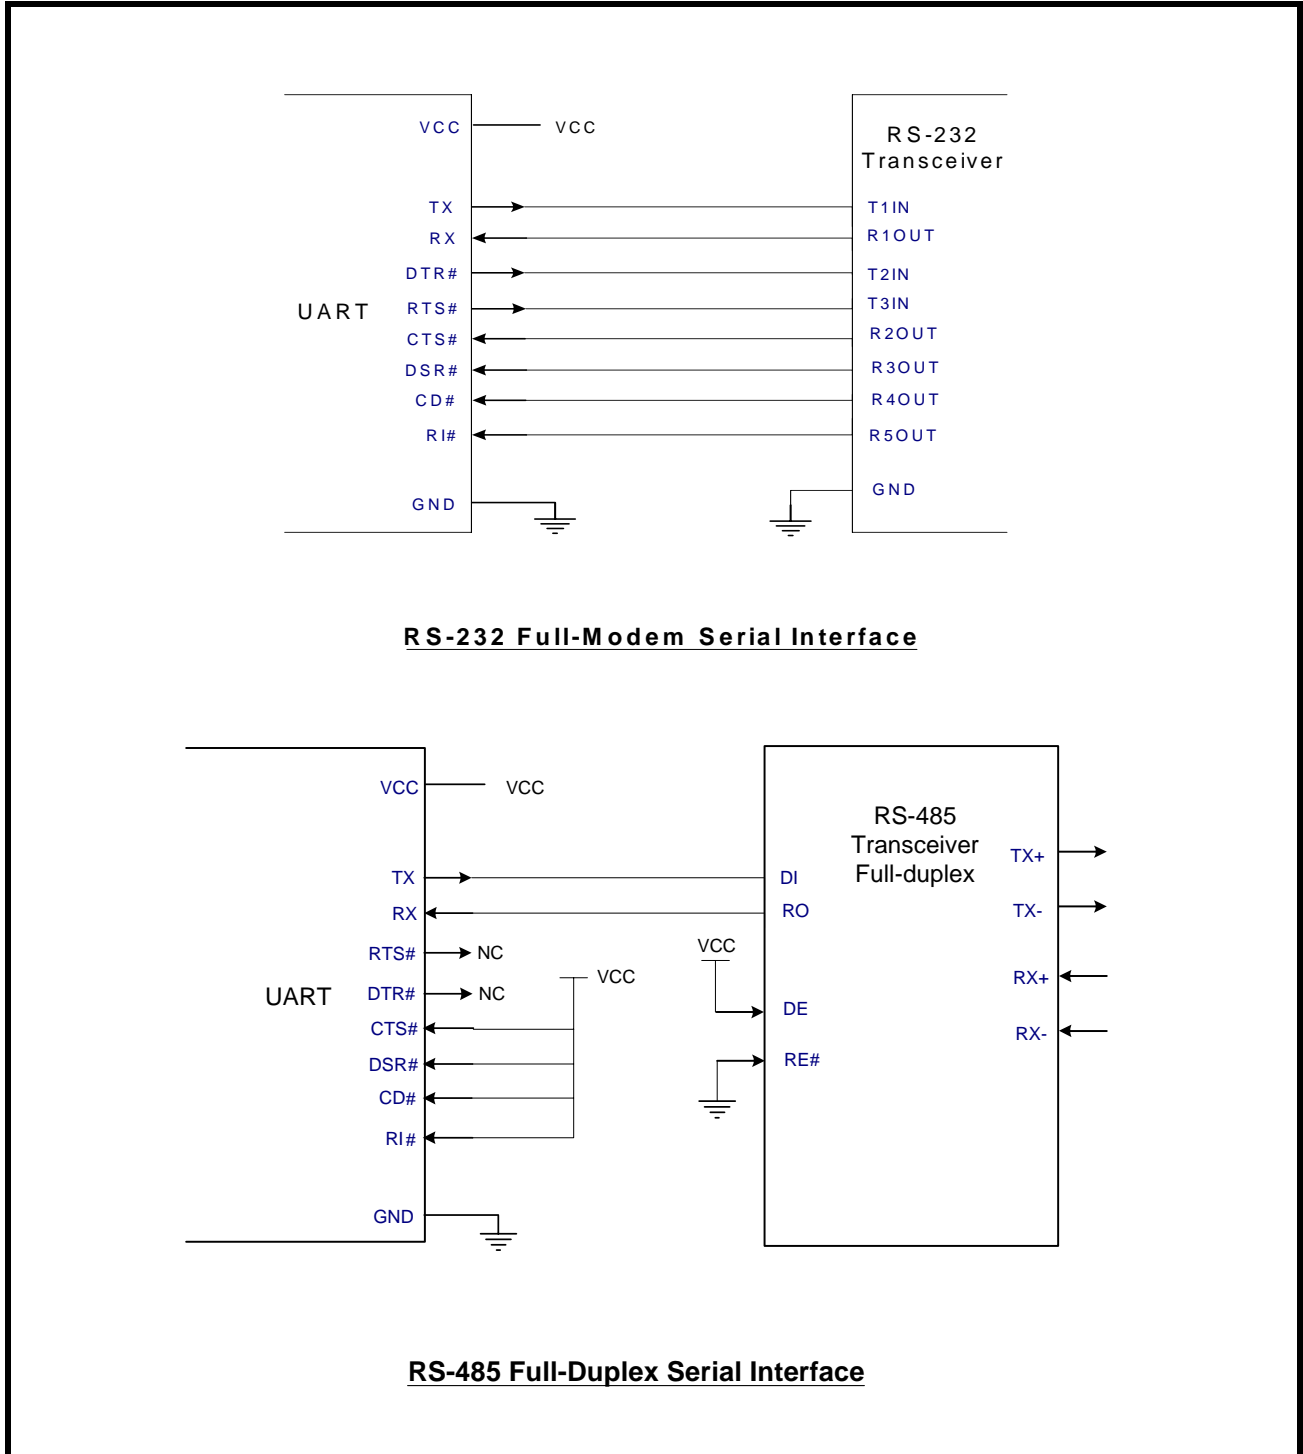 VCC
VCC
RS-232
Transceiver
TX
T1IN
RX
R1OUT
DTR#
T2IN
UART
RTS#
T3IN
CTS#
R2OUT
DSR#
R3OUT
CD#
R4OUT
RI#
R5OUT
GND
GND
RS-232 Full-Modem Serial Interface
VCC
VCC
RS-485
Transceiver
Full-duplex
TX+
TX
DI
RX
RO
TX-
RTS#
NC
VCC
VCC
RX+
UART
DTR#
NC
DE
CTS#
RX-
DSR#
RE#
CD#
RI#
GND
RS-485 Full-Duplex Serial Interface